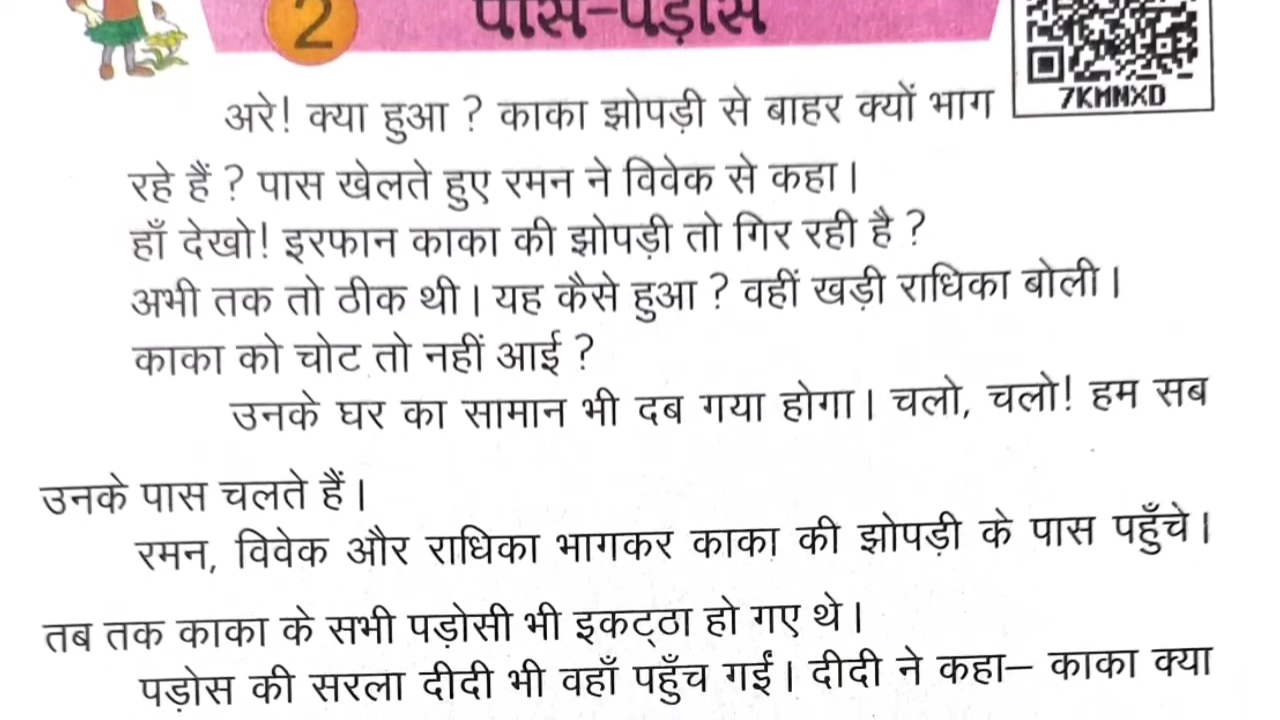 2
पास-पड़ोस
7KMNXD
अरे! क्या हुआ ? काका झोपड़ी से बाहर क्यों भाग
रहे हैं ? पास खेलते हुए रमन ने विवेक से कहा।
हाँ देखो! इरफान काका की झोपड़ी तो गिर रही है ?
अभी तक तो ठीक थी। यह कैसे हुआ ? वहीं खड़ी राधिका बोली।
काका को चोट तो नहीं आई ?
उनके घर का सामान भी दब गया होगा। चलो, चलो! हम सब
उनके पास चलते हैं।
रमन, विवेक और राधिका भागकर काका की झोपड़ी के पास पहुँचे।
तब तक काका के सभी पड़ोसी भी इकट्ठा हो गए थे।
पड़ोस की सरला दीदी भी वहाँ पहुँच गईं। दीदी ने कहा– काका क्या